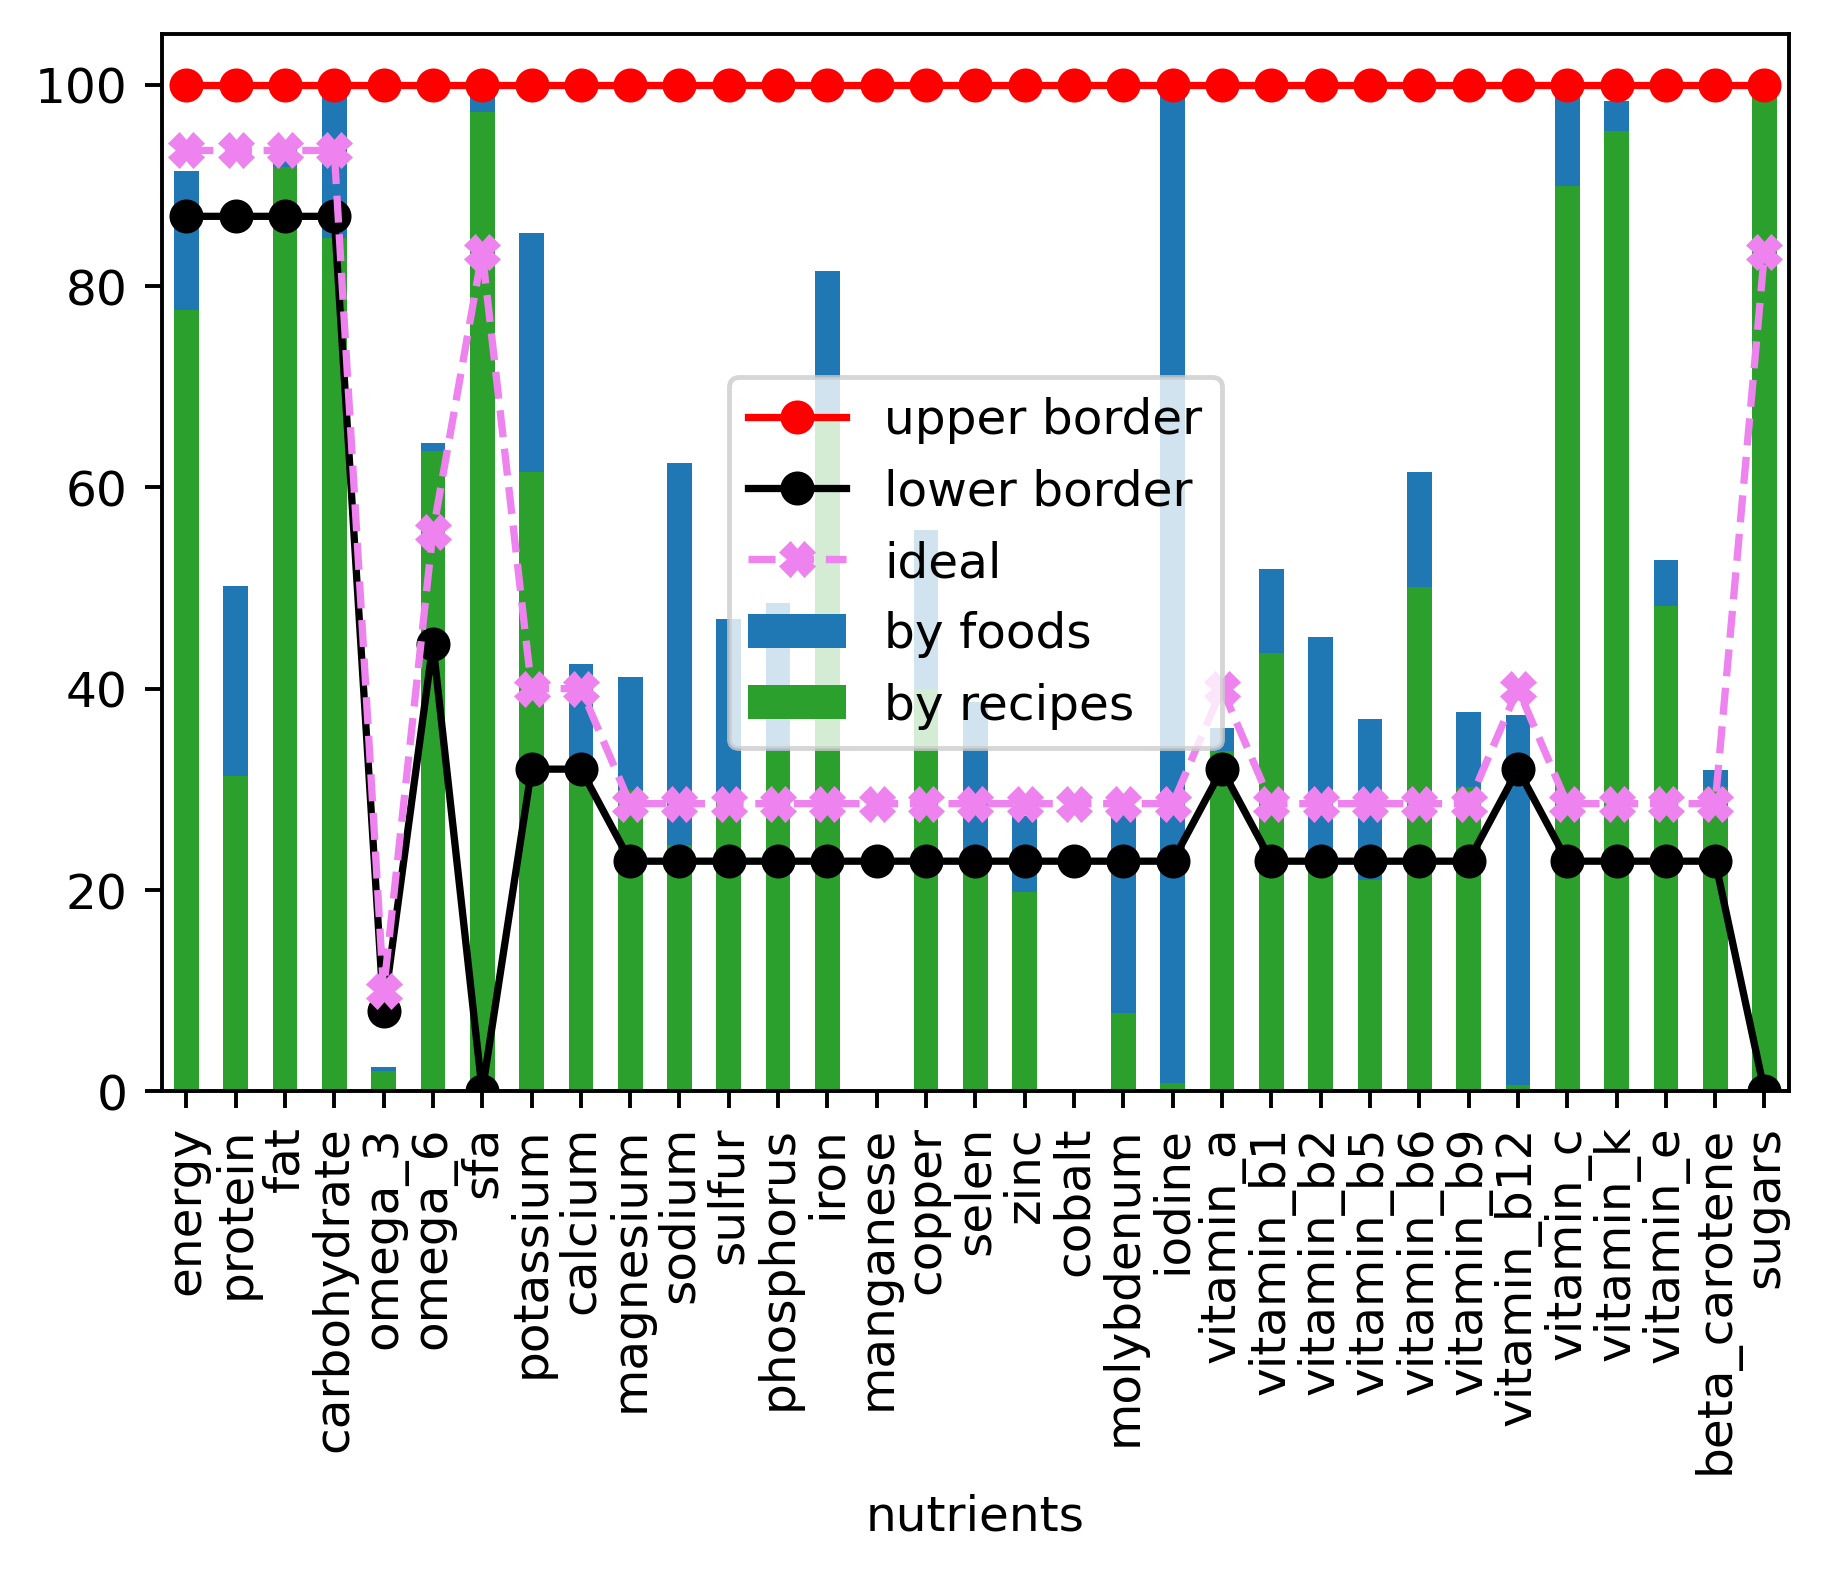 100
80
60
40
20
0
upper border
lower border
ideal
by foods
by recipes
energy
protein
fat
carbohydrate
omega_3
omega_6
sfa
potassium
calcium
magnesium
sodium
sulfur
phosphorus
iron
manganese
copper
selen
zinc
cobalt
molybdenum
iodine
vitamin_a
vitamin_b1
vitamin_b2
vitamin_b5
vitamin_b6
vitamin_b9
vitamin_b12
vitamin_c
vitamin_k
vitamin_e
beta_carotene
sugars
nutrients